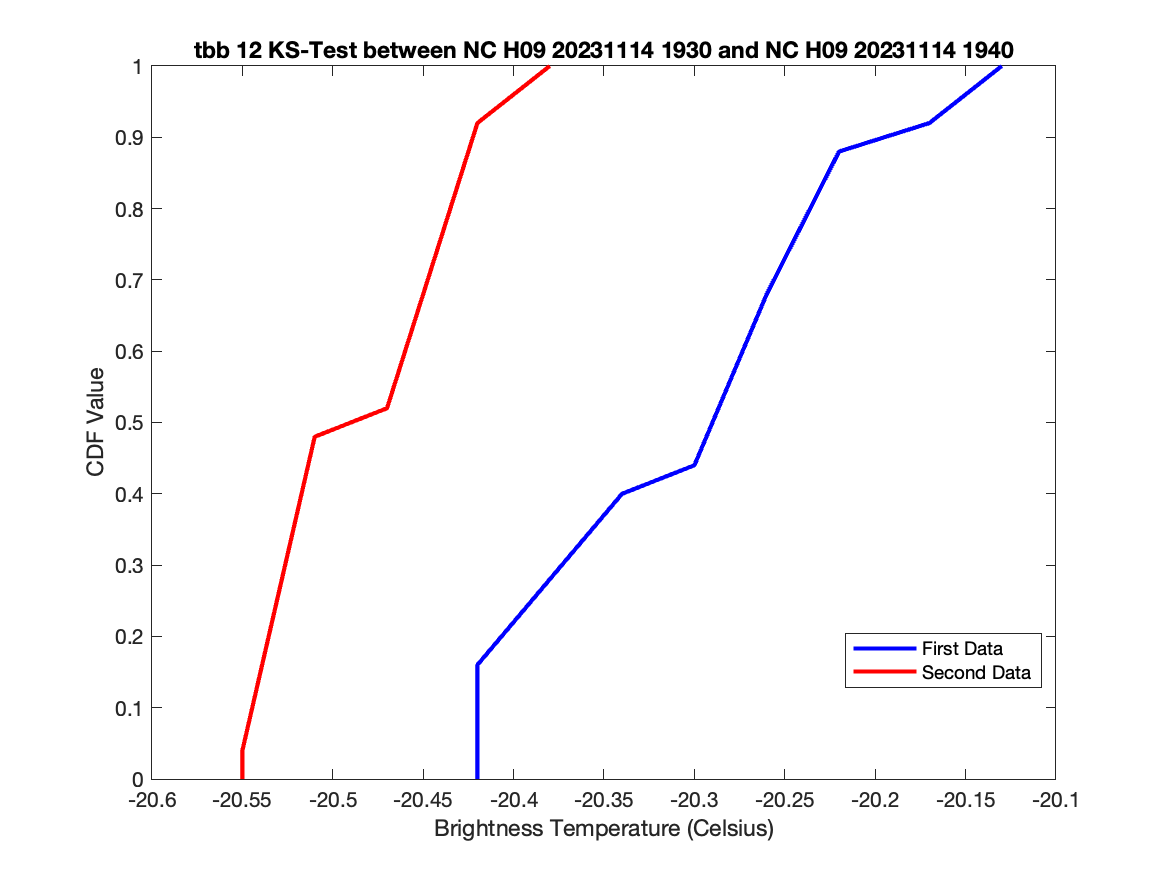 tbb 12 KS-Test between NC H09 20231114 1930 and NC H09 20231114 1940
1
0.9
0.8
0.7
0.6
0.5
0.4
0.3
0.2
0.1
0
CDF Value
First Data
Second Data
-20.6 -20.55 -20.5 -20.45 -20.4 -20.35 -20.3 -20.25 -20.2 -20.15 -20.1
Brightness Temperature (Celsius)